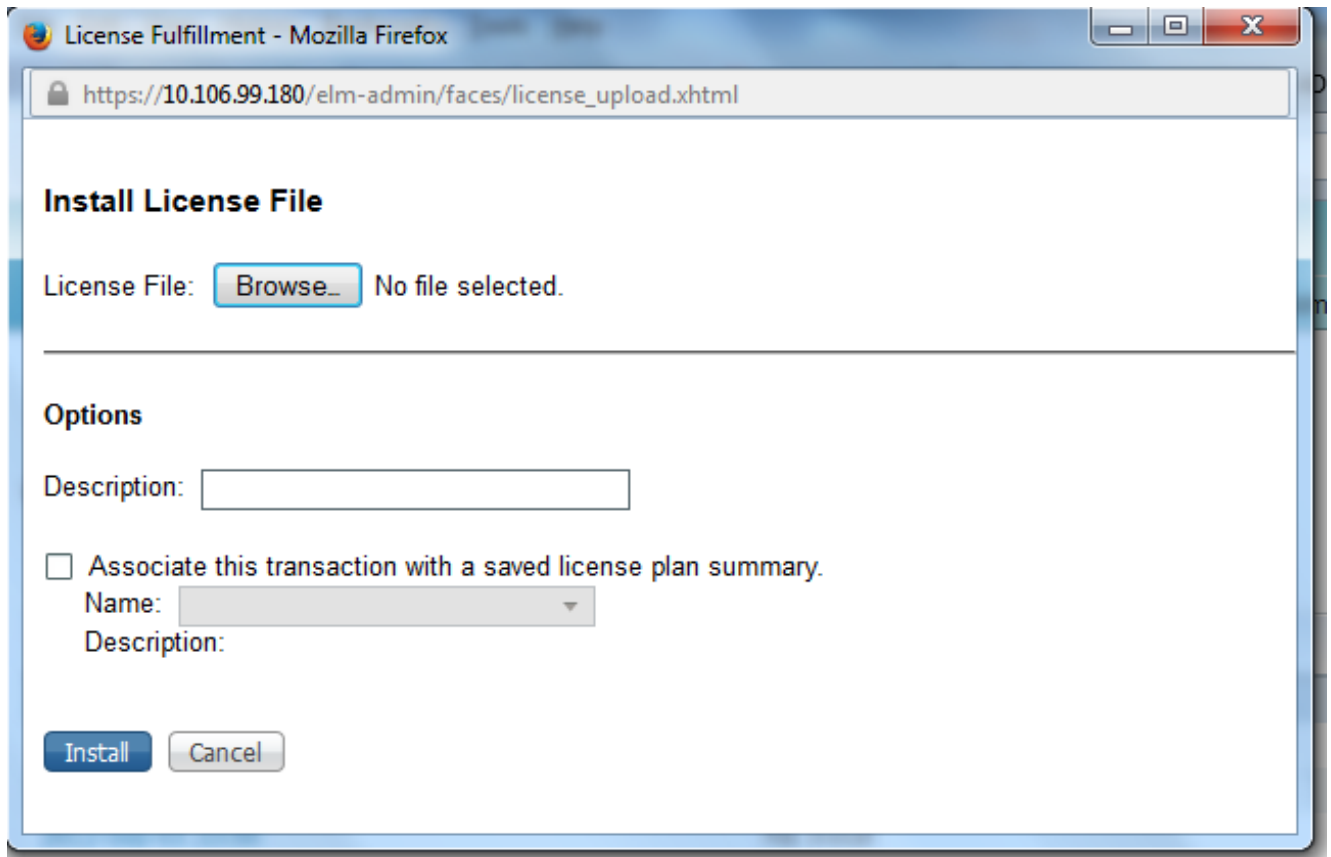 License Fulfillment - Mozilla Firefox
https://10.106.99.180/elm-admin/faces/license_upload.xhtml
Install License File
License File: Browse... No file selected.
Options
Description:
Associate this transaction with a saved license plan summary.
Name:
Description:
Install Cancel